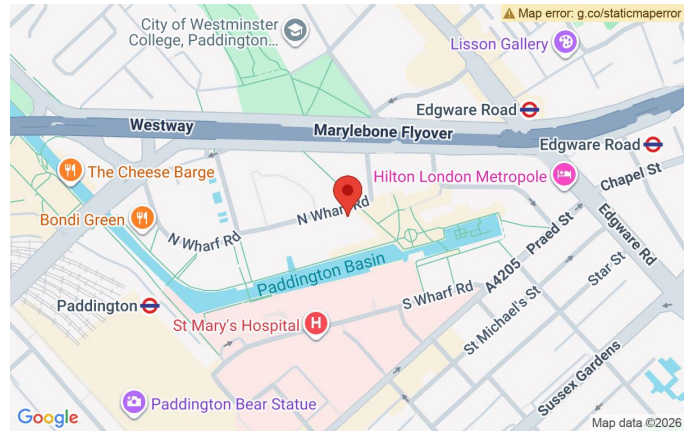 Map error: g.co/staticmaperror
City of Westminster
College, Paddington...
Lisson Gallery
Edgware Road
Westway
Marylebone Flyover
Edgware Road
The Cheese Barge
Hilton London Metropole
Chapel St
Bondi Green
N Wharf Rd
N Wharf Rd
Edgware Rd
Paddington Basin
A4205
Praed St
Star St
Paddington
S Wharf Rd
St Mary's Hospital
H
St Michael's St
Sussex Gardens
Paddington Bear Statue
Google
Map data ©2026